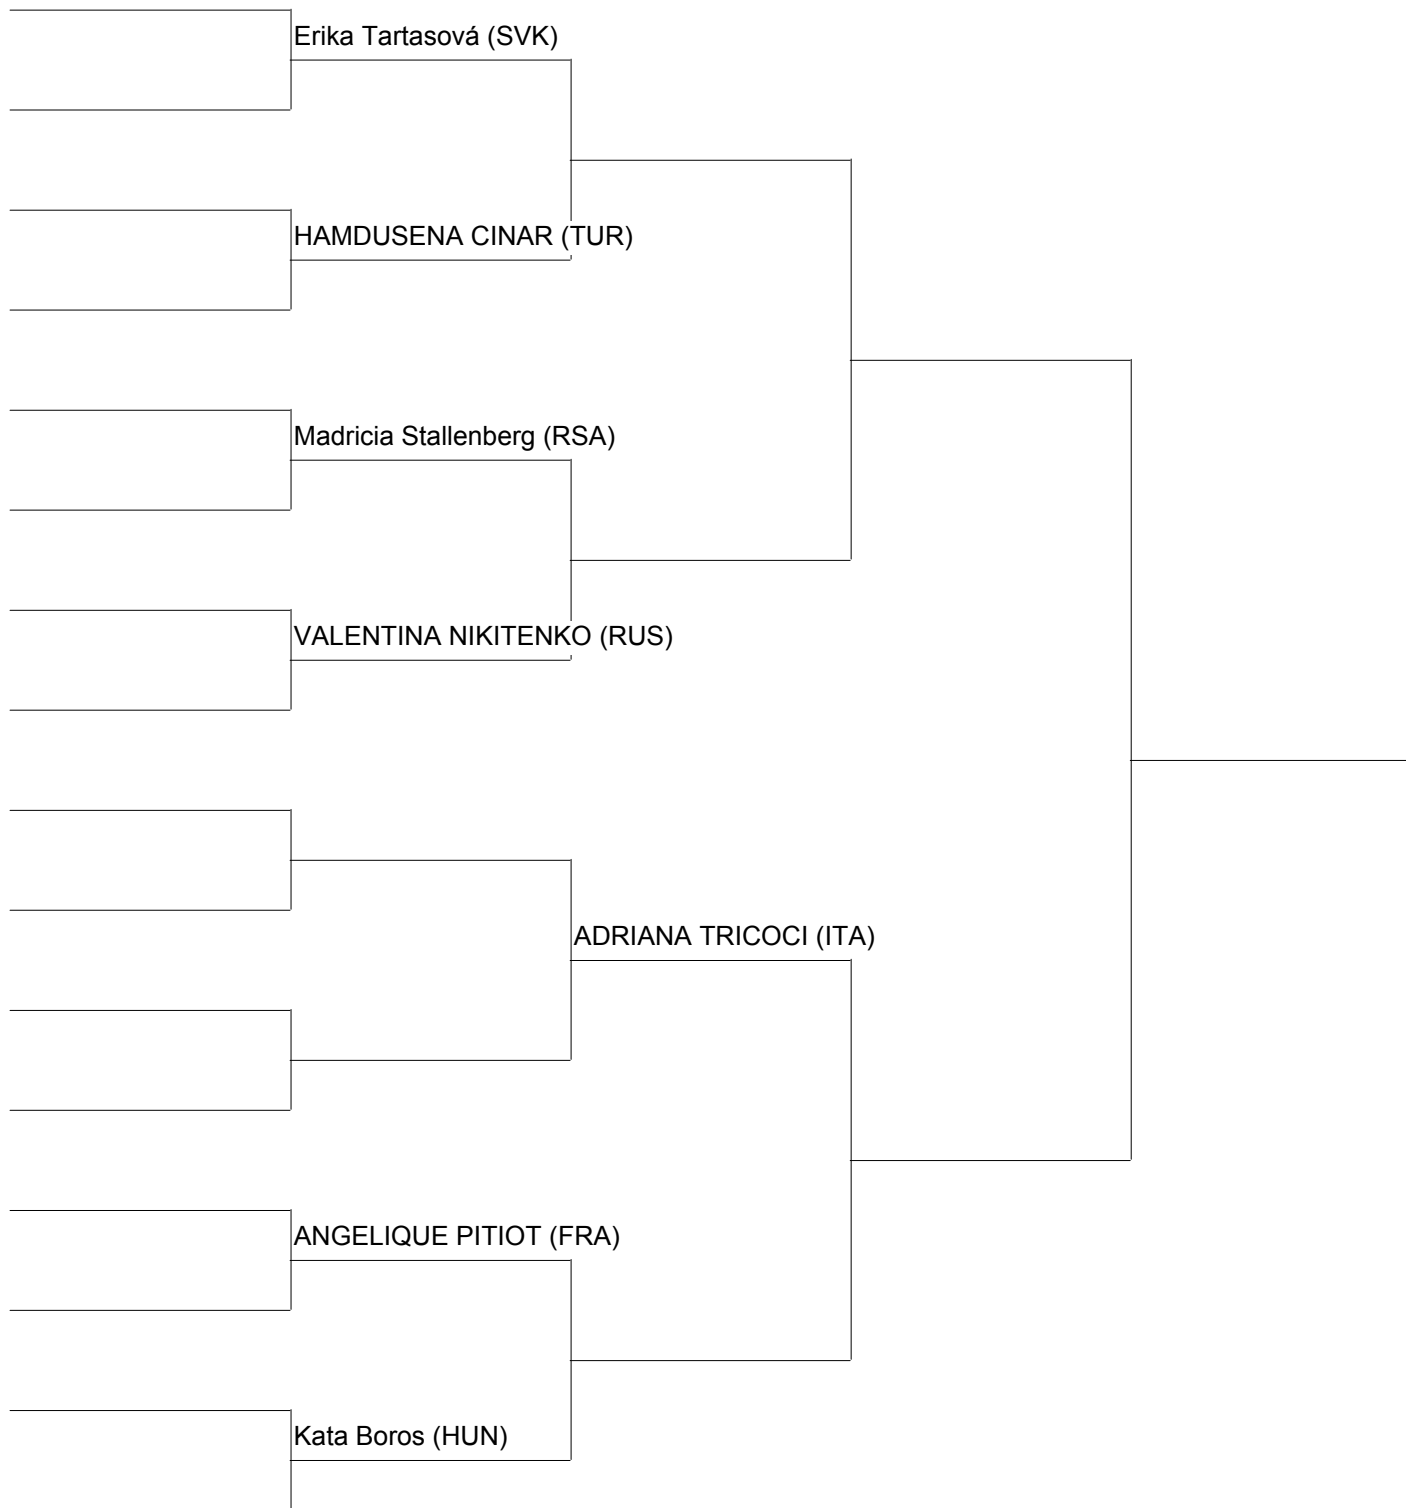 Erika Tartasová (SVK)
HAMDUSENA CINAR (TUR)
Madricia Stallenberg (RSA)
VALENTINA NIKITENKO (RUS)
ADRIANA TRICOCI (ITA)
ANGELIQUE PITIOT (FRA)
Kata Boros (HUN)